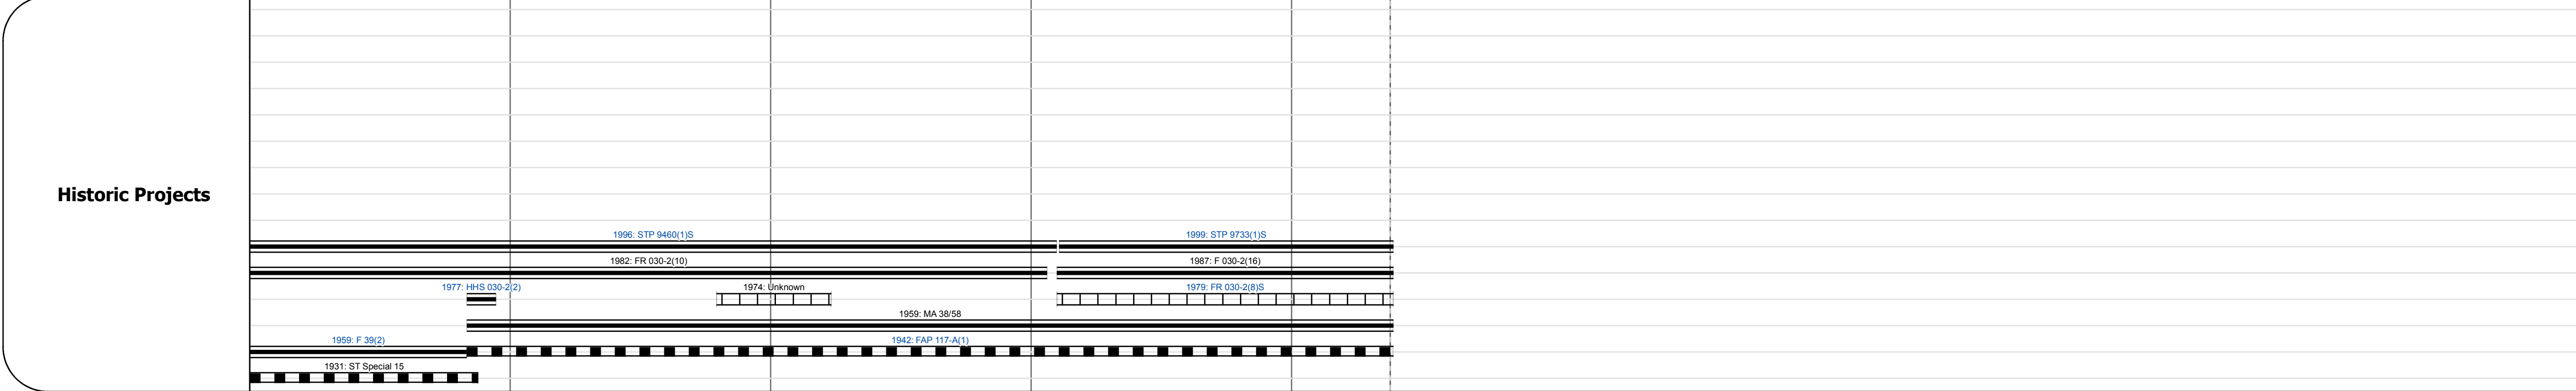 Historic Projects
1996: STP 9460(1)S
1999: STP 9733(1)S
1982: FR 030-2(10)
1987: F 030-2(16)
1977: HHS 030-2(2)
1974: Unknown
1979: FR 030-2(8)S
1959: MA 38/58
1959: F 39(2)
1942: FAP 117-A(1)
1931: ST Special 15